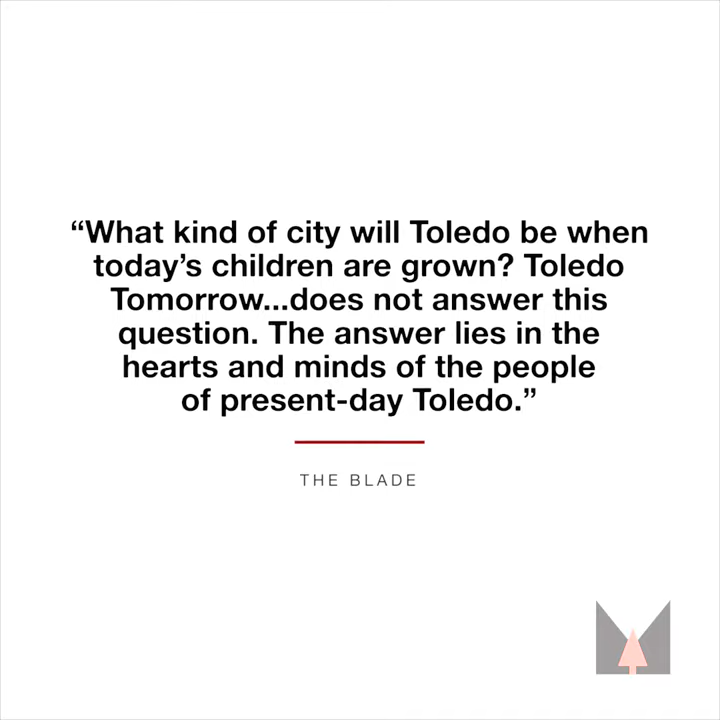 “What kind of city will Toledo be when
today’s children are grown? Toledo
Tomorrow...does not answer this
question. The answer lies in the
hearts and minds of the people
of present-day Toledo.”
THE BLADE